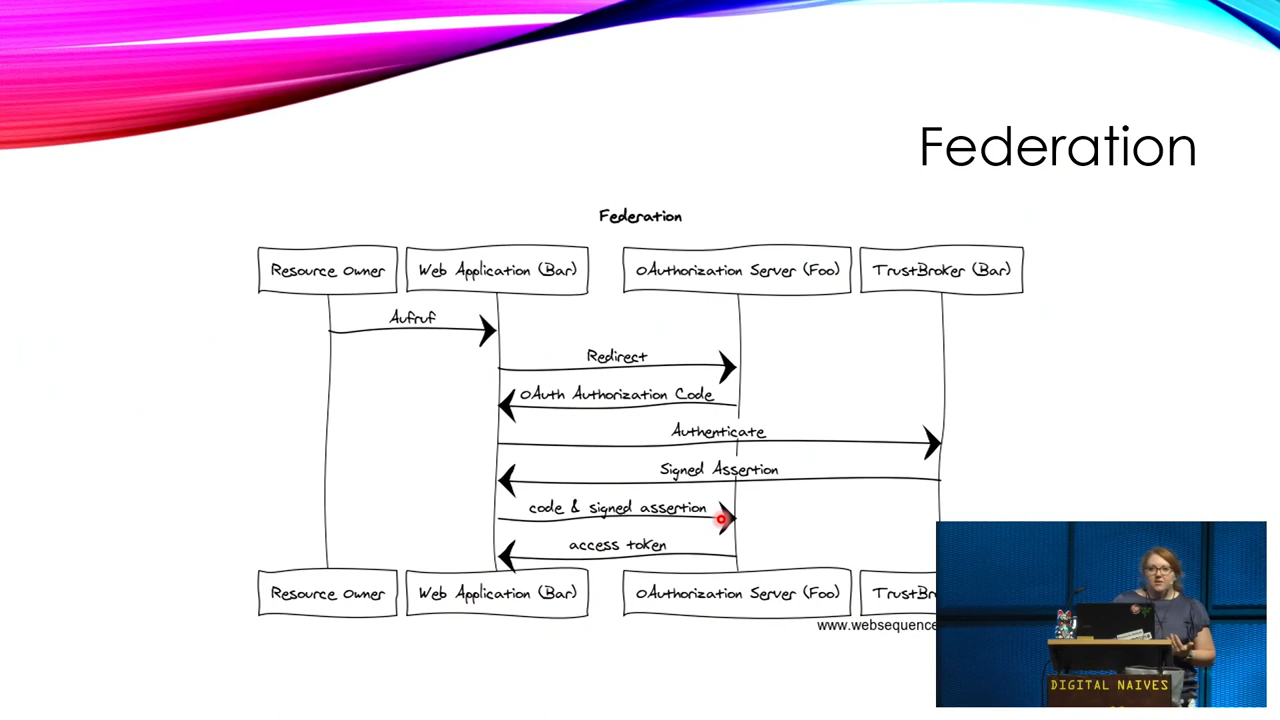 Federation
Federation
Resource Owner
Web Application (Bar)
OAuthorization Server (Foo)
TrustBroker (Bar)
Aufruf
Redirect
OAuth Authorization Code
Authenticate
Signed Assertion
code & signed assertion
access token
Resource Owner
Web Application (Bar)
OAuthorization Server (Foo)
TrustBr
www.websequence
DIGITAL NAIVES